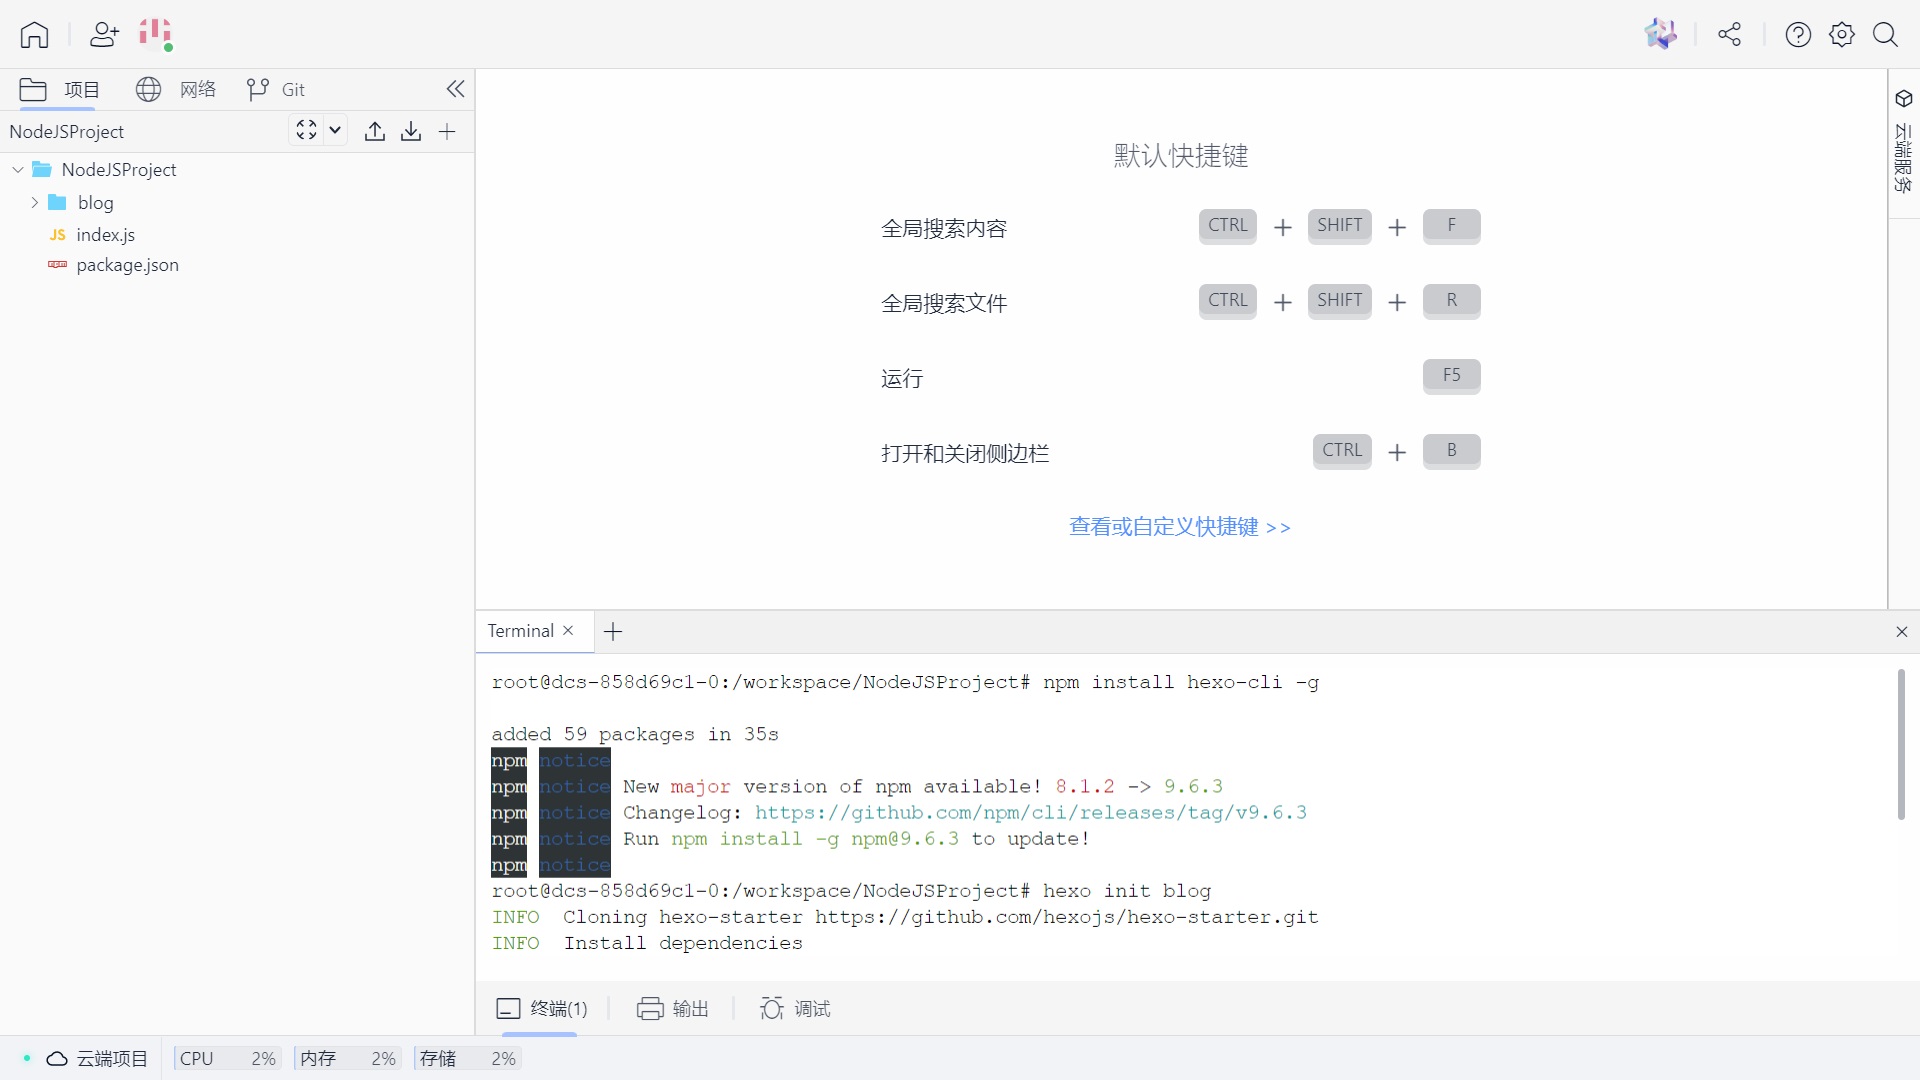 项目
网络
Git
NodeJSProject
NodeJSProject
blog
JS index.js
package.json
默认快捷键
全局搜索内容 CTRL + SHIFT + F
全局搜索文件 CTRL + SHIFT + R
运行 F5
打开和关闭侧边栏 CTRL + B
查看或自定义快捷键 >>
云端服务
Terminal
root@dcs-858d69c1-0:/workspace/NodeJSProject# npm install hexo-cli -g
added 59 packages in 35s
npm notice
npm notice New major version of npm available! 8.1.2 -> 9.6.3
npm notice Changelog: https://github.com/npm/cli/releases/tag/v9.6.3
npm notice Run npm install -g npm@9.6.3 to update!
npm notice
root@dcs-858d69c1-0:/workspace/NodeJSProject# hexo init blog
INFO  Cloning hexo-starter https://github.com/hexojs/hexo-starter.git
INFO  Install dependencies
终端(1)
输出
调试
云端项目
CPU 2%
内存 2%
存储 2%